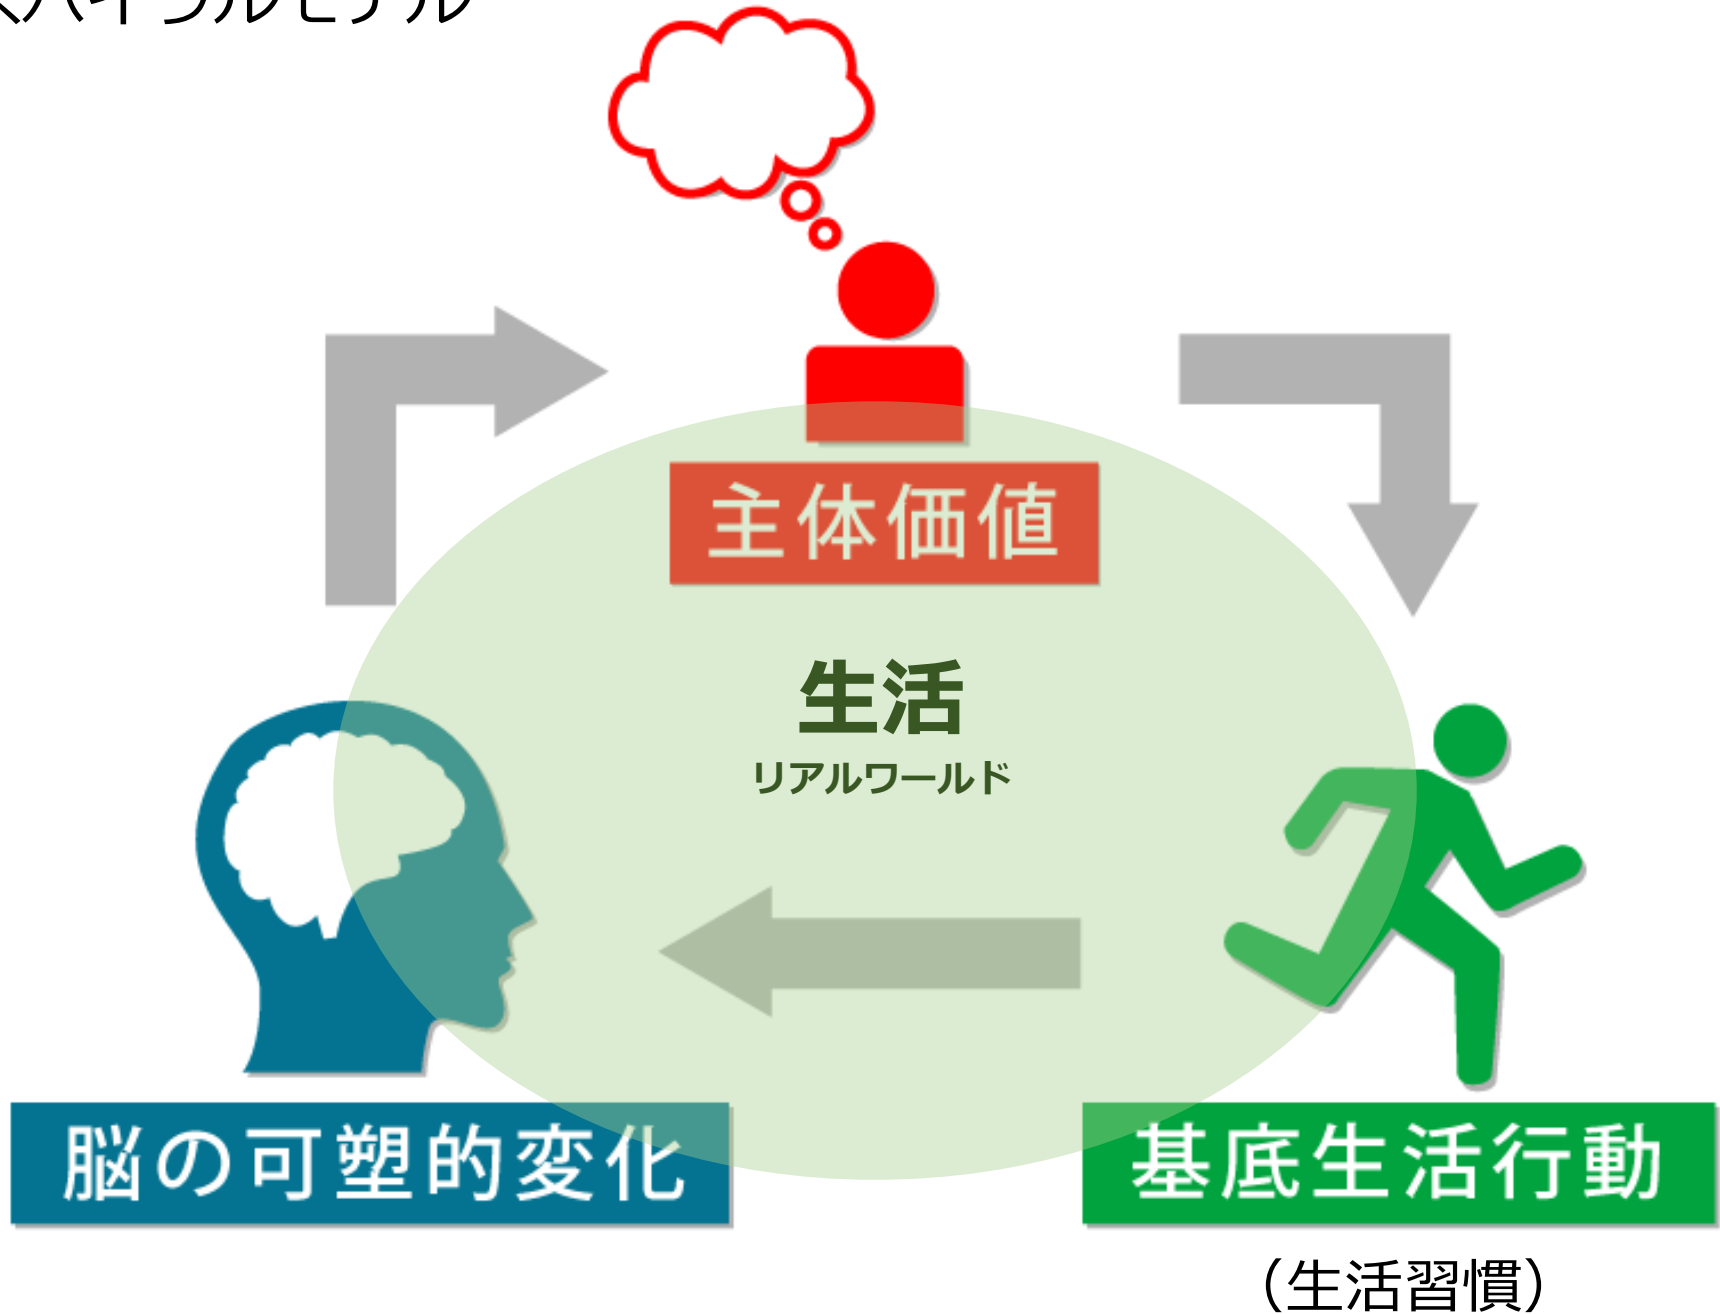 主体価値
生活
リアルワールド
脳の可塑的変化
基底生活行動
（生活習慣）